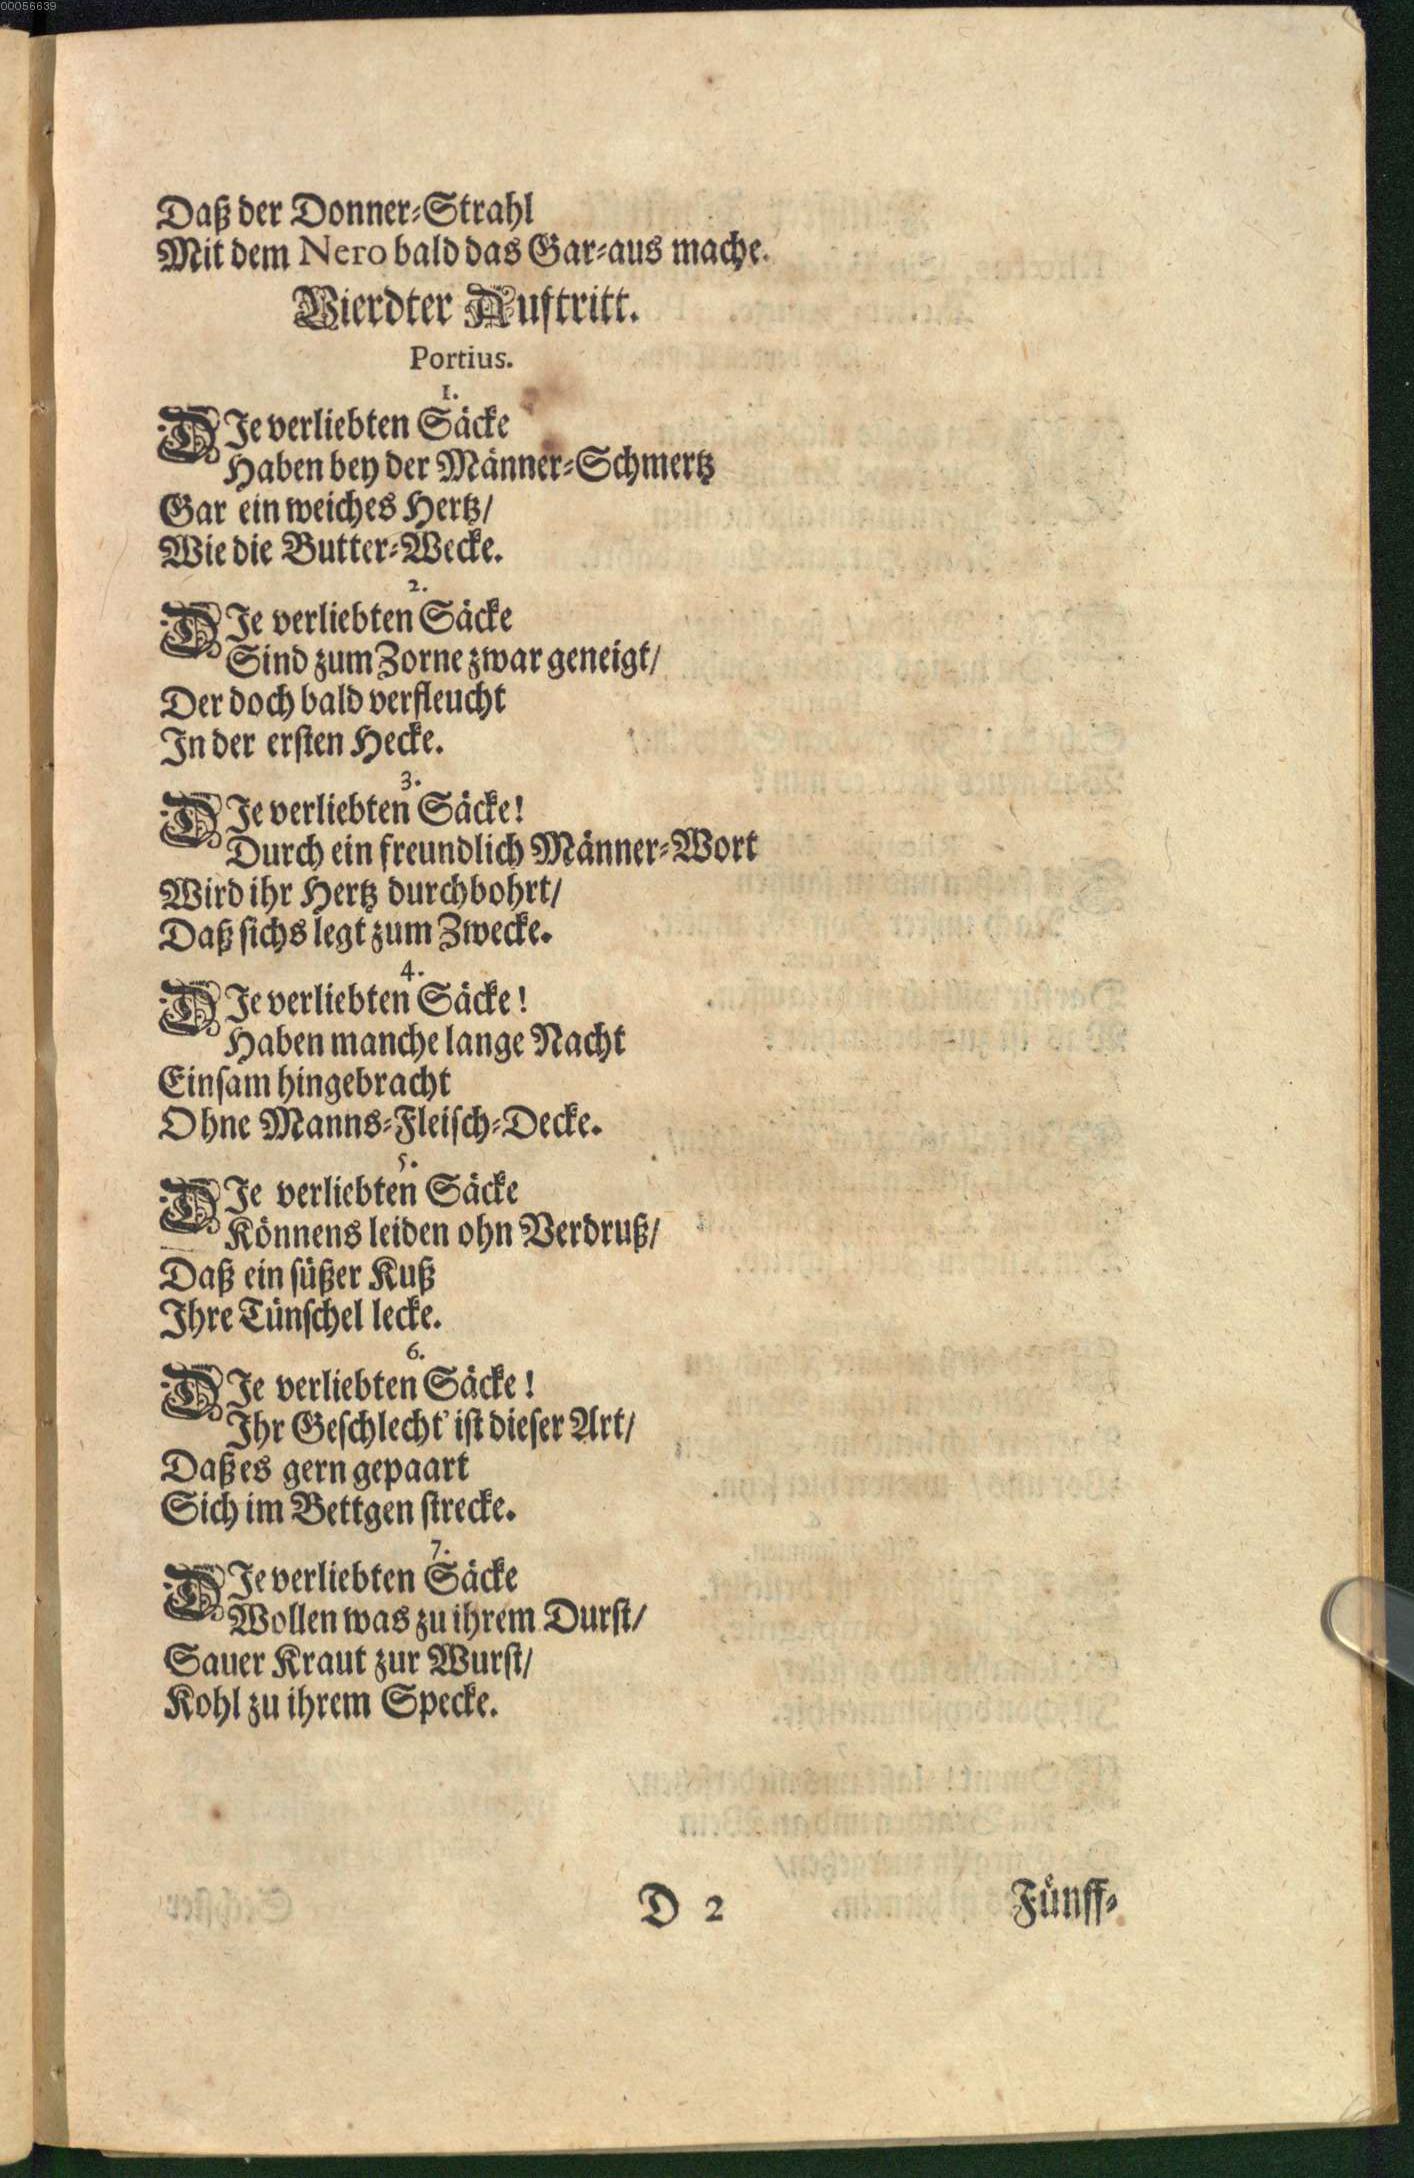 00056639
Daß der Donner-Strahl
Mit dem Nero bald das Gar-aus mache.
Vierdter Auftritt.
Portius.
1.
DIe verliebten Säcke
Haben bey der Männer-Schmertz
Gar ein weiches Hertz/
Wie die Butter-Wecke.
2.
DIe verliebten Säcke
Sind zum Zorne zwar geneigt/
Der doch bald verfleucht
In der ersten Hecke.
3.
DIe verliebten Säcke!
Durch ein freundlich Männer-Wort
Wird ihr Hertz durchbohrt/
Daß sichs legt zum Zwecke.
4.
DIe verliebten Säcke!
Haben manche lange Nacht
Einsam hingebracht
Ohne Manns-Fleisch-Decke.
5.
DIe verliebten Säcke
Könnens leiden ohn Verdruß/
Daß ein süßer Kuß
Ihre Tünschel lecke.
6.
DIe verliebten Säcke!
Ihr Geschlecht' ist dieser Art/
Daß es gern gepaart
Sich im Bettgen strecke.
7.
DIe verliebten Säcke
Wollen was zu ihrem Durst/
Sauer Kraut zur Wurst/
Kohl zu ihrem Specke.
D 2
Fünff-